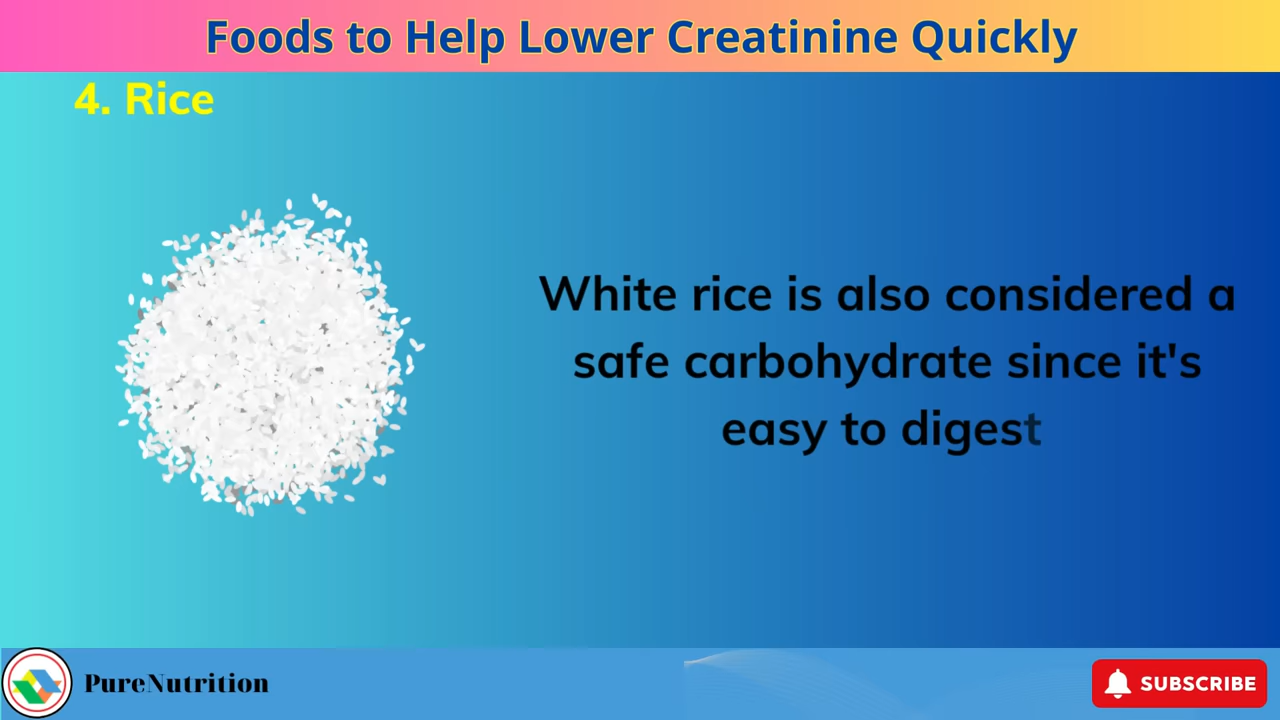 Foods to Help Lower Creatinine Quickly
4. Rice
White rice is also considered a
safe carbohydrate since it's
easy to digest
PureNutrition
SUBSCRIBE